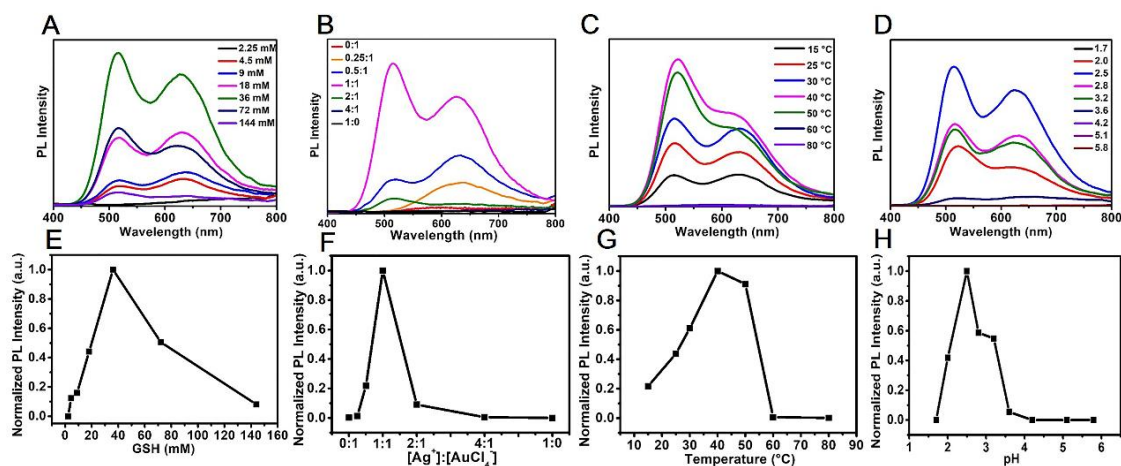 A
PL Intensity
2.25 mM
4.5 mM
9 mM
18 mM
36 mM
72 mM
144 mM
400 500 600 700 800
Wavelength (nm)
B
PL Intensity
0:1
0.25:1
0.5:1
1:1
2:1
4:1
1:0
400 500 600 700 800
Wavelength (nm)
C
PL Intensity
15 °C
25 °C
30 °C
40 °C
50 °C
60 °C
80 °C
400 500 600 700 800
Wavelength (nm)
D
PL Intensity
1.7
2.0
2.5
2.8
3.2
3.6
4.2
5.1
5.8
400 500 600 700 800
Wavelength (nm)
E
Normalized PL Intensity (a.u.)
1.0
0.8
0.6
0.4
0.2
0.0
0 20 40 60 80 100 120 140 160
GSH (mM)
F
Normalized PL Intensity (a.u.)
1.0
0.8
0.6
0.4
0.2
0.0
0:1 1:1 2:1 4:1 1:0
[Ag⁺]:[AuCl₄⁻]
G
Normalized PL Intensity (a.u.)
1.0
0.8
0.6
0.4
0.2
0.0
10 20 30 40 50 60 70 80 90
Temperature (°C)
H
Normalized PL Intensity (a.u.)
1.0
0.8
0.6
0.4
0.2
0.0
1 2 3 4 5 6
pH